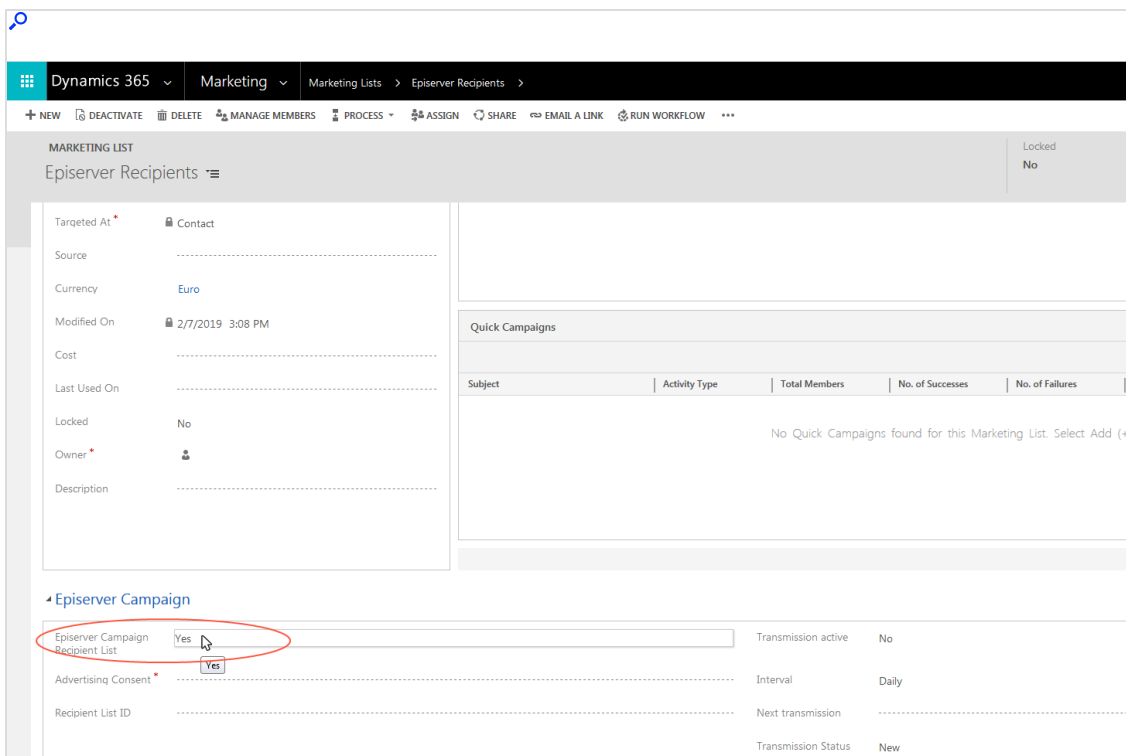 Dynamics 365 Marketing Marketing Lists > Episerver Recipients >
NEW DEACTIVATE DELETE MANAGE MEMBERS PROCESS ASSIGN SHARE EMAIL A LINK RUN WORKFLOW •••
MARKETING LIST
Episerver Recipients
Locked
No
Targeted At * Contact
Source
Currency Euro
Modified On 2/7/2019 3:08 PM
Cost
Last Used On
Locked No
Owner *
Description
Quick Campaigns
Subject Activity Type Total Members No. of Successes No. of Failures
No Quick Campaigns found for this Marketing List. Select Add (+
Episerver Campaign
Episerver Campaign Yes
Recipient List
Yes
Advertising Consent *
Recipient List ID
Transmission active No
Interval Daily
Next transmission
Transmission Status New